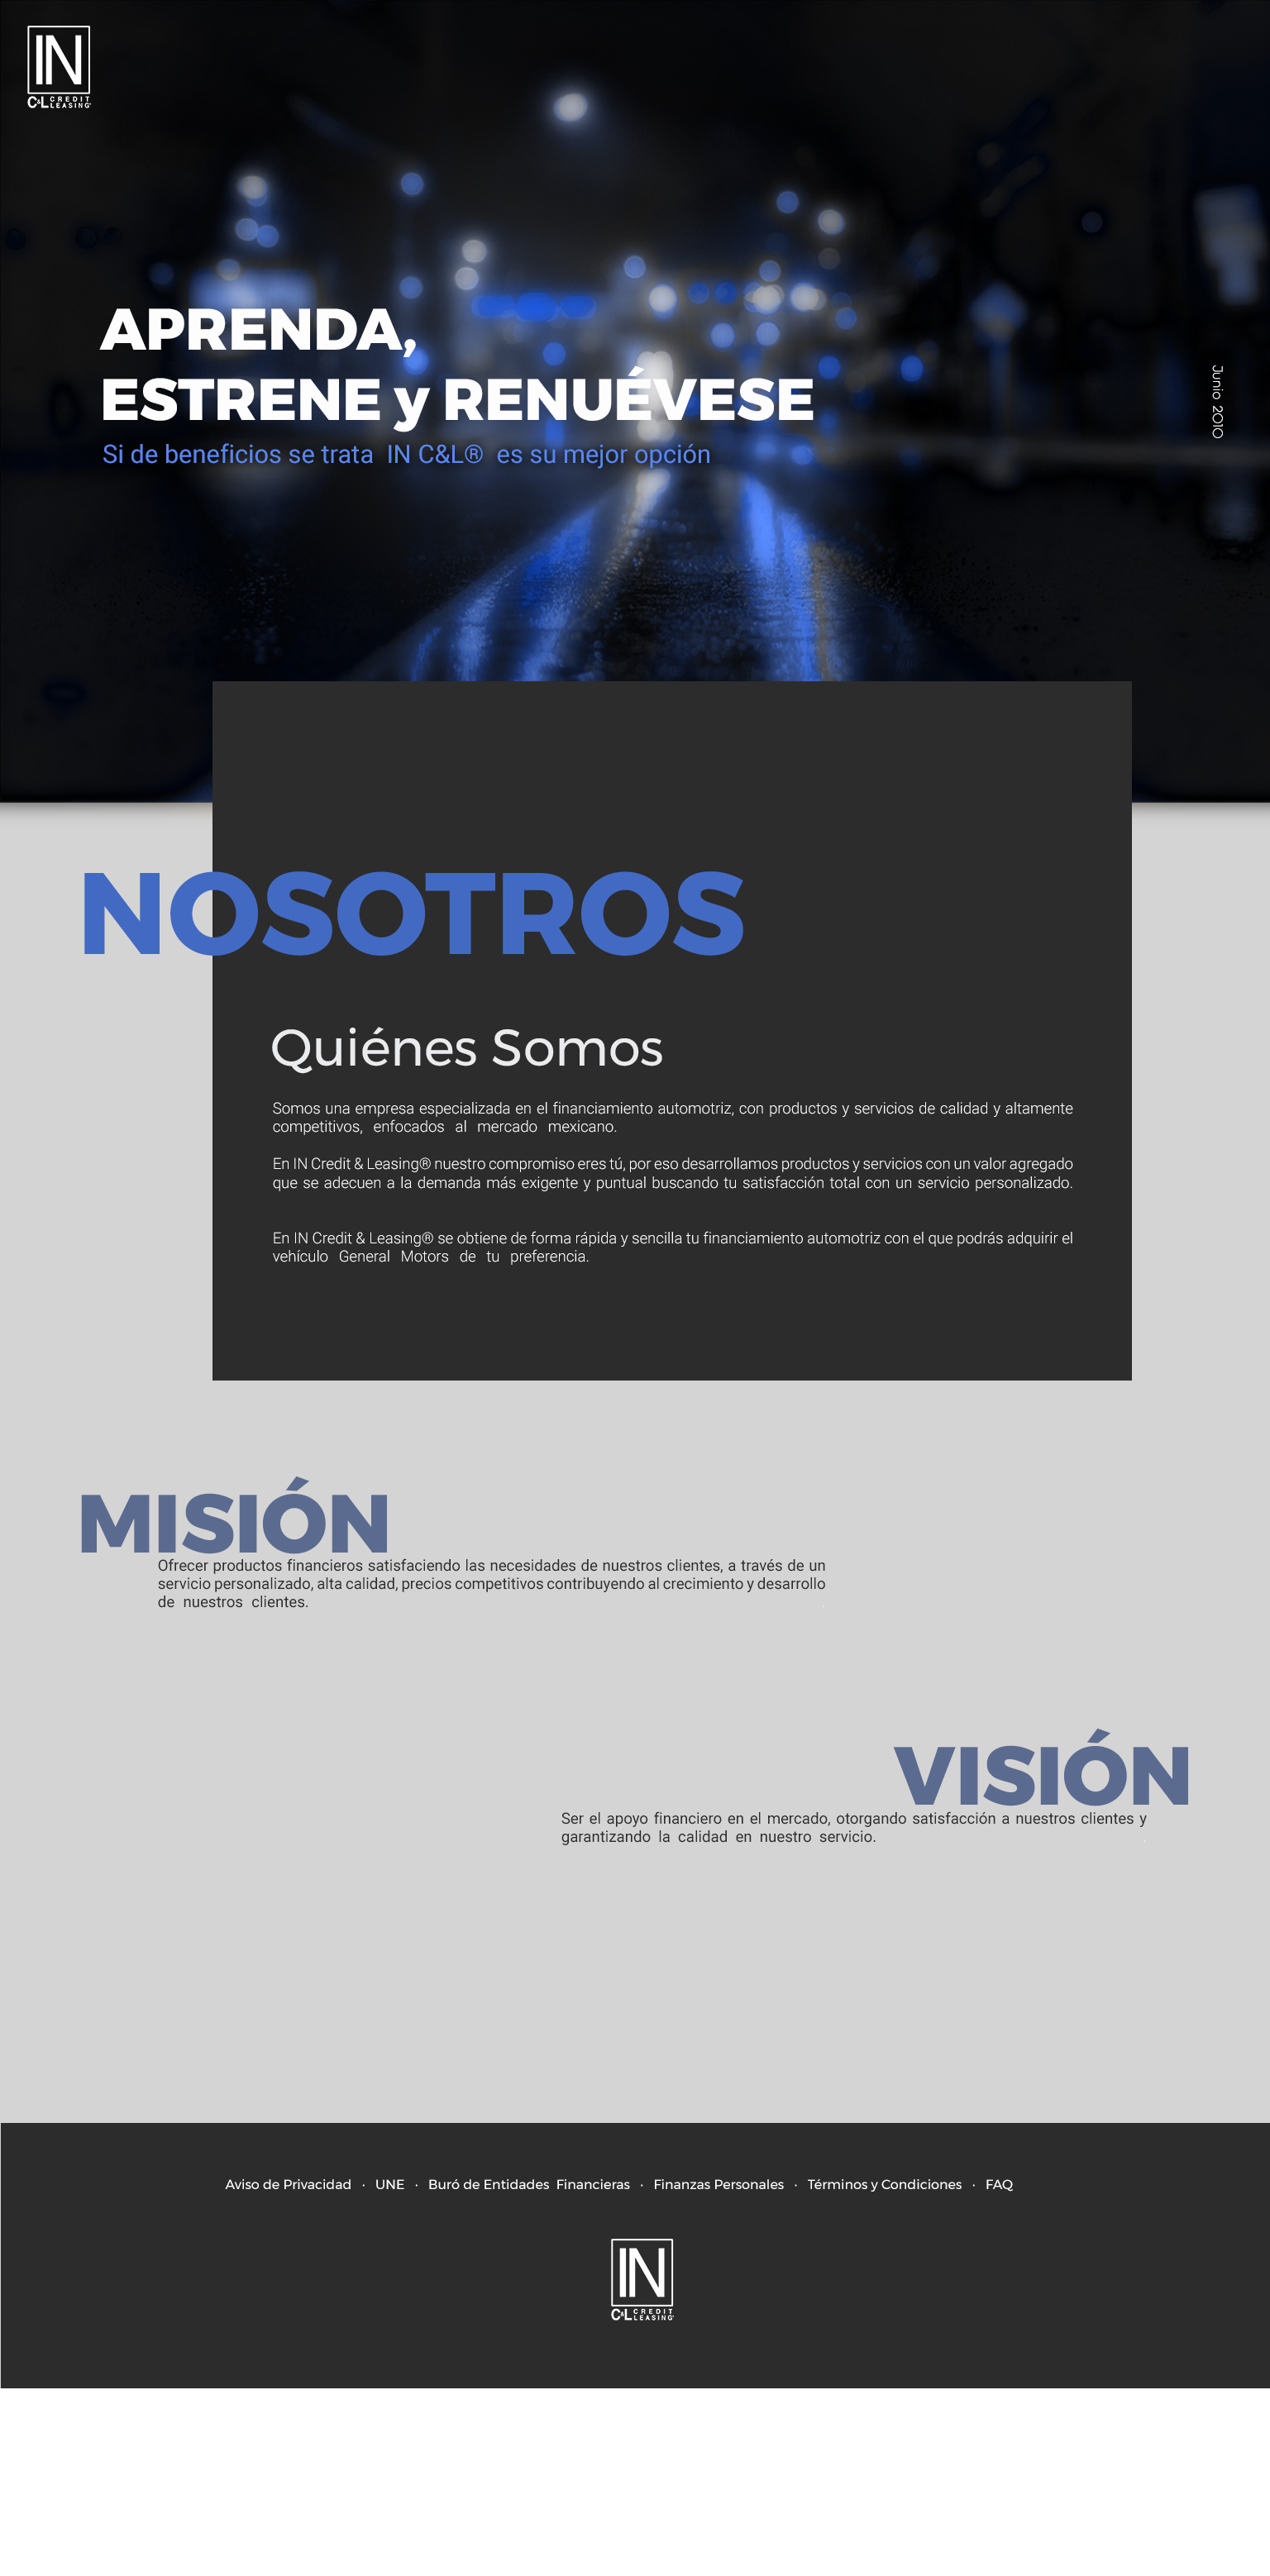 IN
C&L CREDIT
LEASING®
APRENDA,
ESTRENE y RENUÉVESE
Si de beneficios se trata IN C&L® es su mejor opción
Junio 2010
NOSOTROS
Quiénes Somos
Somos una empresa especializada en el financiamiento automotriz, con productos y servicios de calidad y altamente
competitivos, enfocados al mercado mexicano.
En IN Credit & Leasing® nuestro compromiso eres tú, por eso desarrollamos productos y servicios con un valor agregado
que se adecuen a la demanda más exigente y puntual buscando tu satisfacción total con un servicio personalizado.
En IN Credit & Leasing® se obtiene de forma rápida y sencilla tu financiamiento automotriz con el que podrás adquirir el
vehículo General Motors de tu preferencia.
MISIÓN
Ofrecer productos financieros satisfaciendo las necesidades de nuestros clientes, a través de un
servicio personalizado, alta calidad, precios competitivos contribuyendo al crecimiento y desarrollo
de nuestros clientes.
VISIÓN
Ser el apoyo financiero en el mercado, otorgando satisfacción a nuestros clientes y
garantizando la calidad en nuestro servicio.
Aviso de Privacidad · UNE · Buró de Entidades Financieras · Finanzas Personales · Términos y Condiciones · FAQ
IN
C&L CREDIT
LEASING®